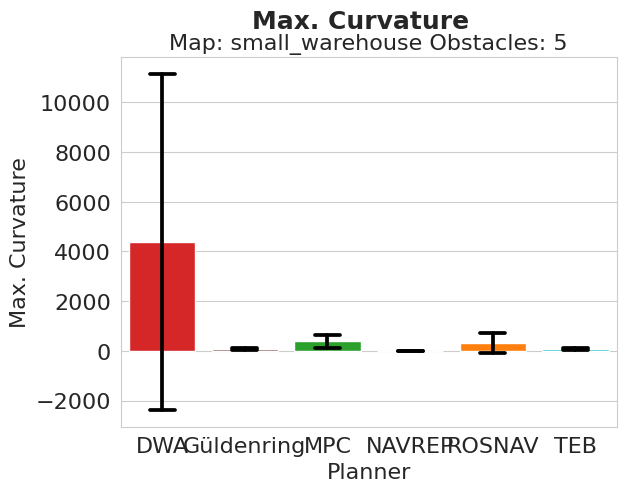 Max. Curvature
Map: small_warehouse Obstacles: 5
Max. Curvature
10000
8000
6000
4000
2000
0
−2000
DWA Güldenring MPC NAVREP ROSNAV TEB
Planner